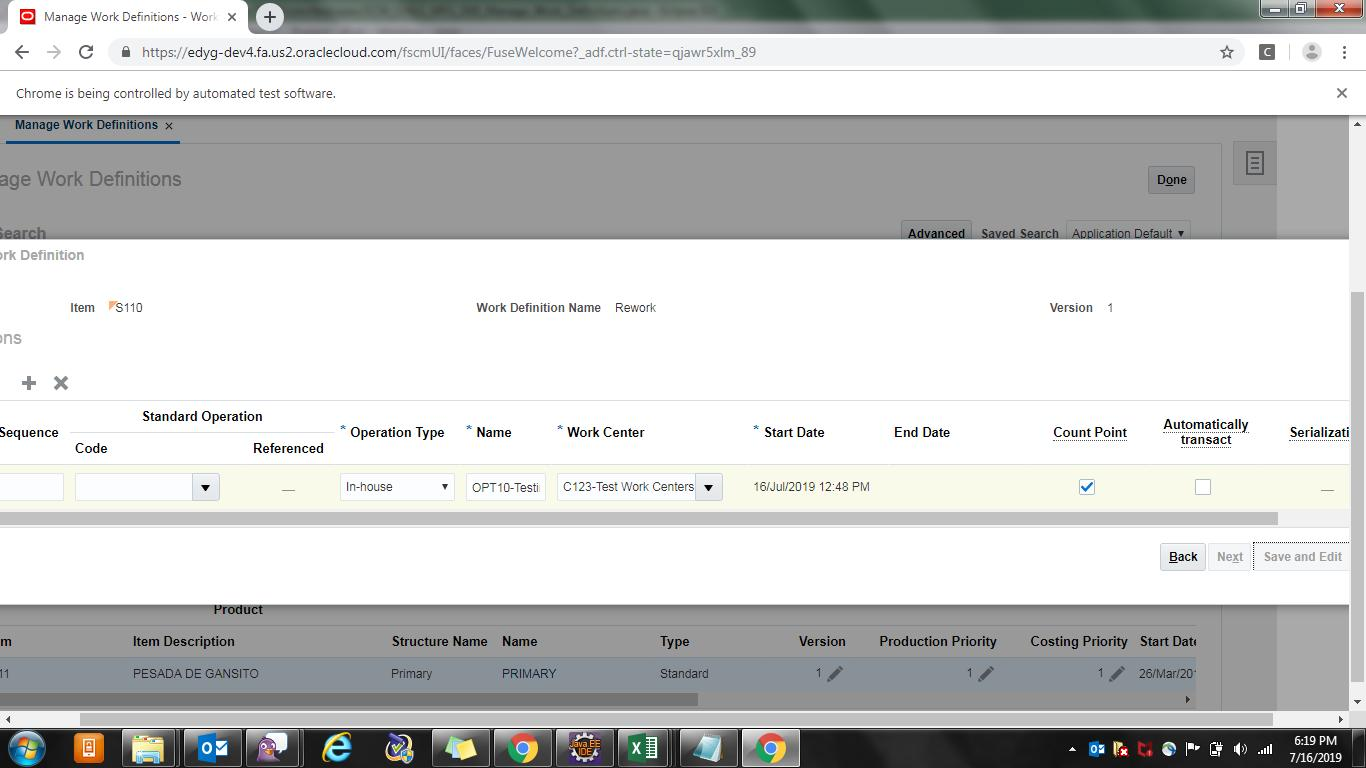 Manage Work Definitions - Work
https://edyg-dev4.fa.us2.oraclecloud.com/fscmUI/faces/FuseWelcome?_adf.ctrl-state=qjawr5xlm_89
C
Chrome is being controlled by automated test software.
Manage Work Definitions
age Work Definitions
Done
Search
Advanced
Saved Search
Application Default
ork Definition
Item
S110
Work Definition Name
Rework
Version
1
ons
Standard Operation
Sequence
Code
Referenced
* Operation Type
* Name
* Work Center
* Start Date
End Date
Count Point
Automatically
transact
Serializati
In-house
OPT10-Testi
C123-Test Work Centers
16/Jul/2019 12:48 PM
Back
Next
Save and Edit
Product
m
Item Description
Structure Name
Name
Type
Version
Production Priority
Costing Priority
Start Date
11
PESADA DE GANSITO
Primary
PRIMARY
Standard
1
1
1
26/Mar/201
Java EE
IDE
6:19 PM
7/16/2019